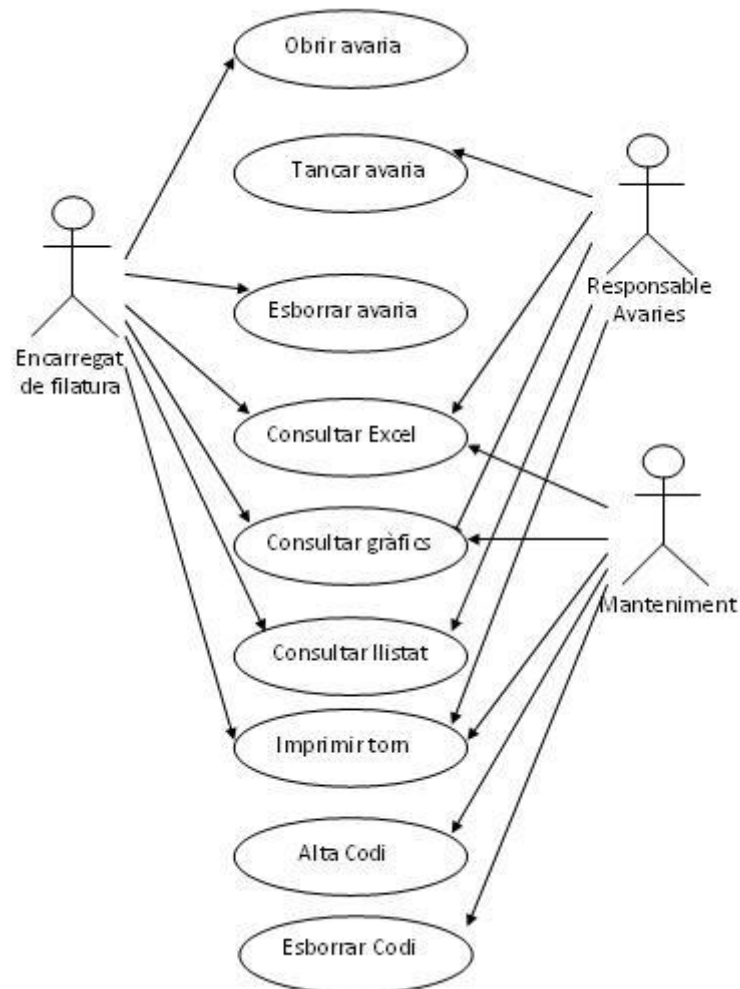 Obrir avaria
Tancar avaria
Responsable
Avaries
Esborrar avaria
Encarregat
de filatura
Consultar Excel
Consultar gràfics
Manteniment
Consultar llistat
Imprimir torn
Alta Codi
Esborrar Codi